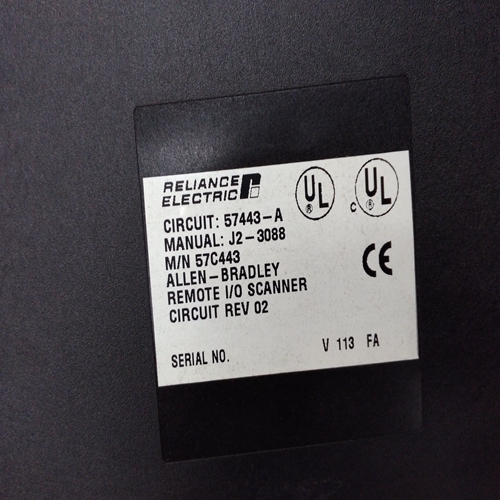 RELIANCE
ELECTRIC
UL
®
C UL
®
CIRCUIT: 57443-A
MANUAL: J2-3088
M/N 57C443
CE
ALLEN-BRADLEY
REMOTE I/O SCANNER
CIRCUIT REV 02
SERIAL NO. V 113 FA